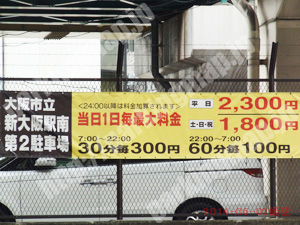 大阪市立
新大阪駅南
第2駐車場
<24:00以降は料金加算されます>
当日1日毎最大料金
平日 2,300円
土・日・祝 1,800円
7:00~22:00
30分毎300円
22:00~7:00
60分毎100円